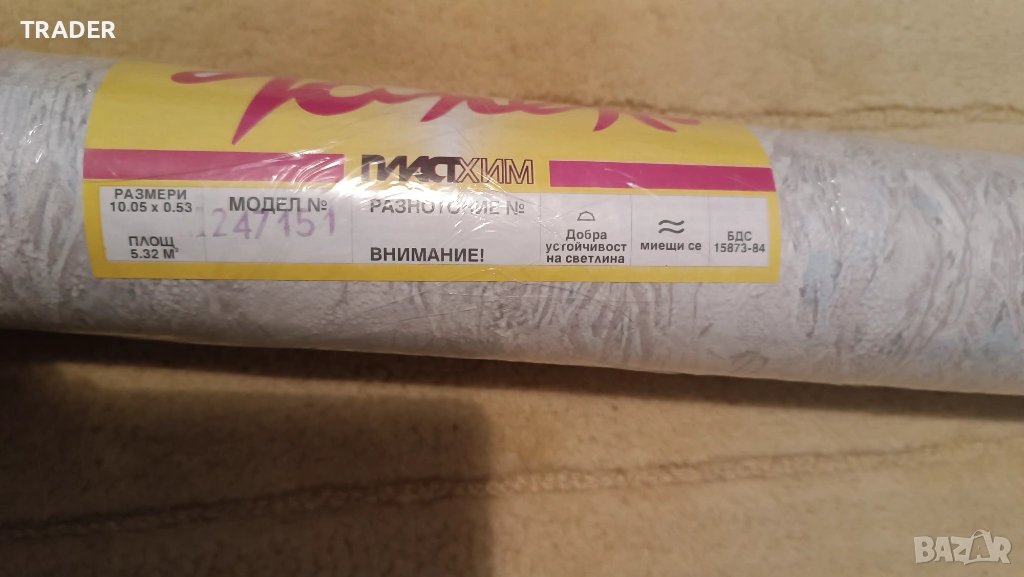 TRADER
ПЛАСТХИМ
РАЗМЕРИ
10.05 x 0.53
ПЛОЩ
5.32 М²
МОДЕЛ №
247151
РАЗНОТОНИЕ №
ВНИМАНИЕ!
Добра
устойчивост
на светлина
миещи се
БДС
15873-84
BAZAR